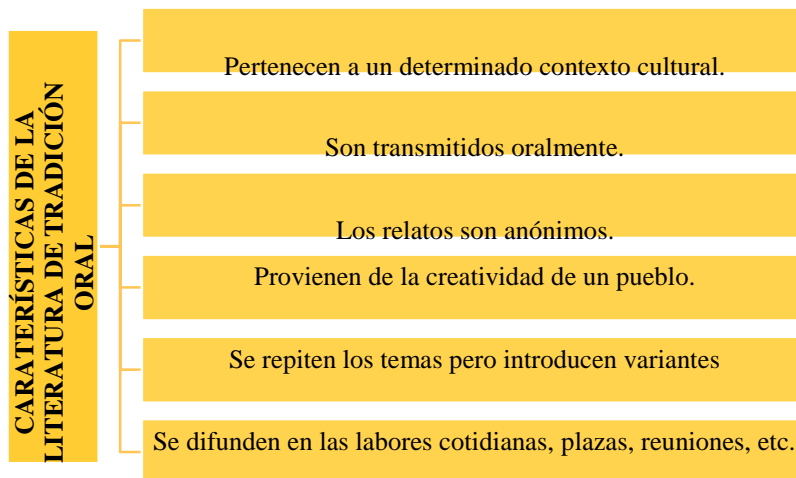 CARATERÍSTICAS DE LA
LITERATURA DE TRADICIÓN
ORAL
Pertenecen a un determinado contexto cultural.
Son transmitidos oralmente.
Los relatos son anónimos.
Provienen de la creatividad de un pueblo.
Se repiten los temas pero introducen variantes
Se difunden en las labores cotidianas, plazas, reuniones, etc.